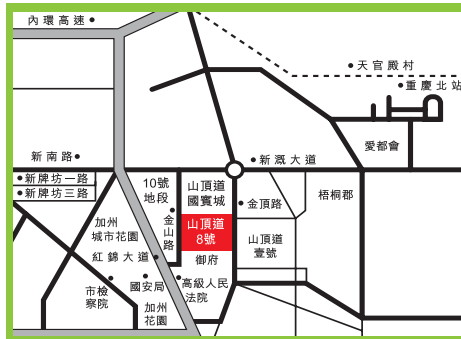 內環高速
天官殿村
重慶北站
愛都會
新南路
新溉大道
新牌坊一路
新牌坊三路
10號
地段
山頂道
國賓城
金頂路
梧桐郡
加州
城市花園
金山路
山頂道
8號
山頂道
壹號
紅錦大道
御府
市檢
察院
國安局
高級人民
法院
加州
花園